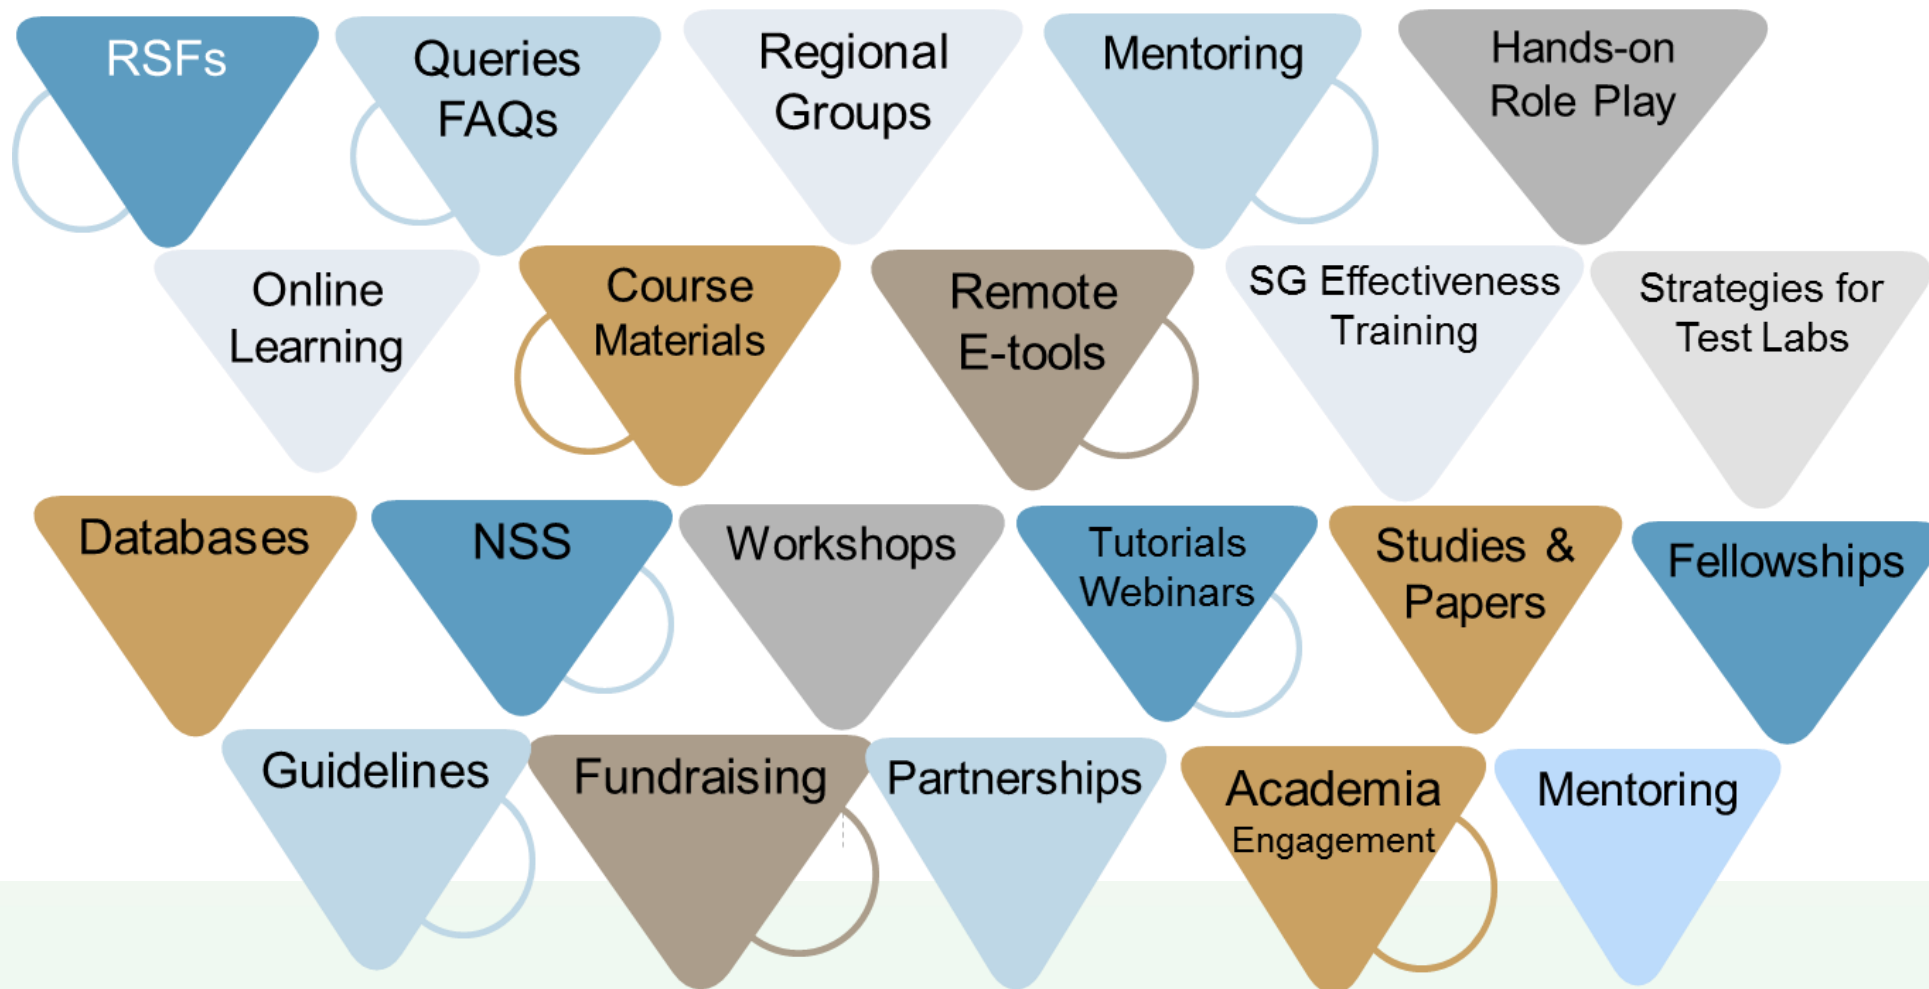 RSFs
Queries
FAQs
Regional
Groups
Mentoring
Hands-on
Role Play
Online
Learning
Course
Materials
Remote
E-tools
SG Effectiveness
Training
Strategies for
Test Labs
Databases
NSS
Workshops
Tutorials
Webinars
Studies &
Papers
Fellowships
Guidelines
Fundraising
Partnerships
Academia
Engagement
Mentoring